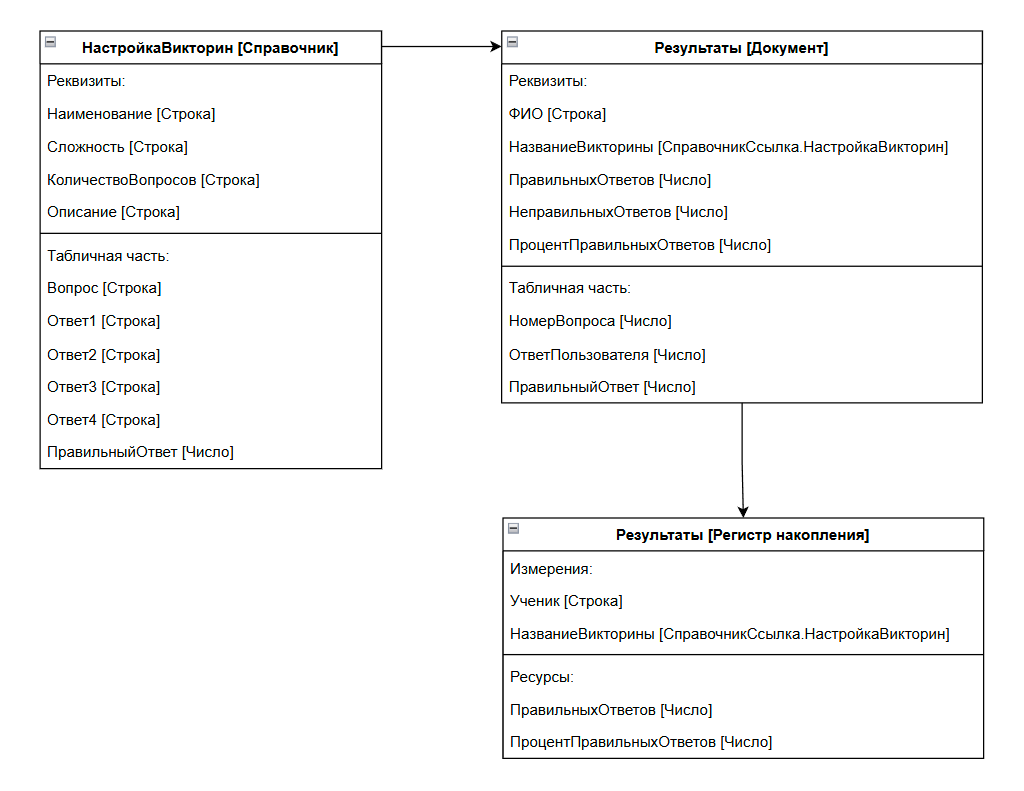 НастройкаВикторин [Справочник]
Реквизиты:
Наименование [Строка]
Сложность [Строка]
КоличествоВопросов [Строка]
Описание [Строка]
Табличная часть:
Вопрос [Строка]
Ответ1 [Строка]
Ответ2 [Строка]
Ответ3 [Строка]
Ответ4 [Строка]
ПравильныйОтвет [Число]
Результаты [Документ]
Реквизиты:
ФИО [Строка]
НазваниеВикторины [СправочникСсылка.НастройкаВикторин]
ПравильныхОтветов [Число]
НеправильныхОтветов [Число]
ПроцентПравильныхОтветов [Число]
Табличная часть:
НомерВопроса [Число]
ОтветПользователя [Число]
ПравильныйОтвет [Число]
Результаты [Регистр накопления]
Измерения:
Ученик [Строка]
НазваниеВикторины [СправочникСсылка.НастройкаВикторин]
Ресурсы:
ПравильныхОтветов [Число]
ПроцентПравильныхОтветов [Число]